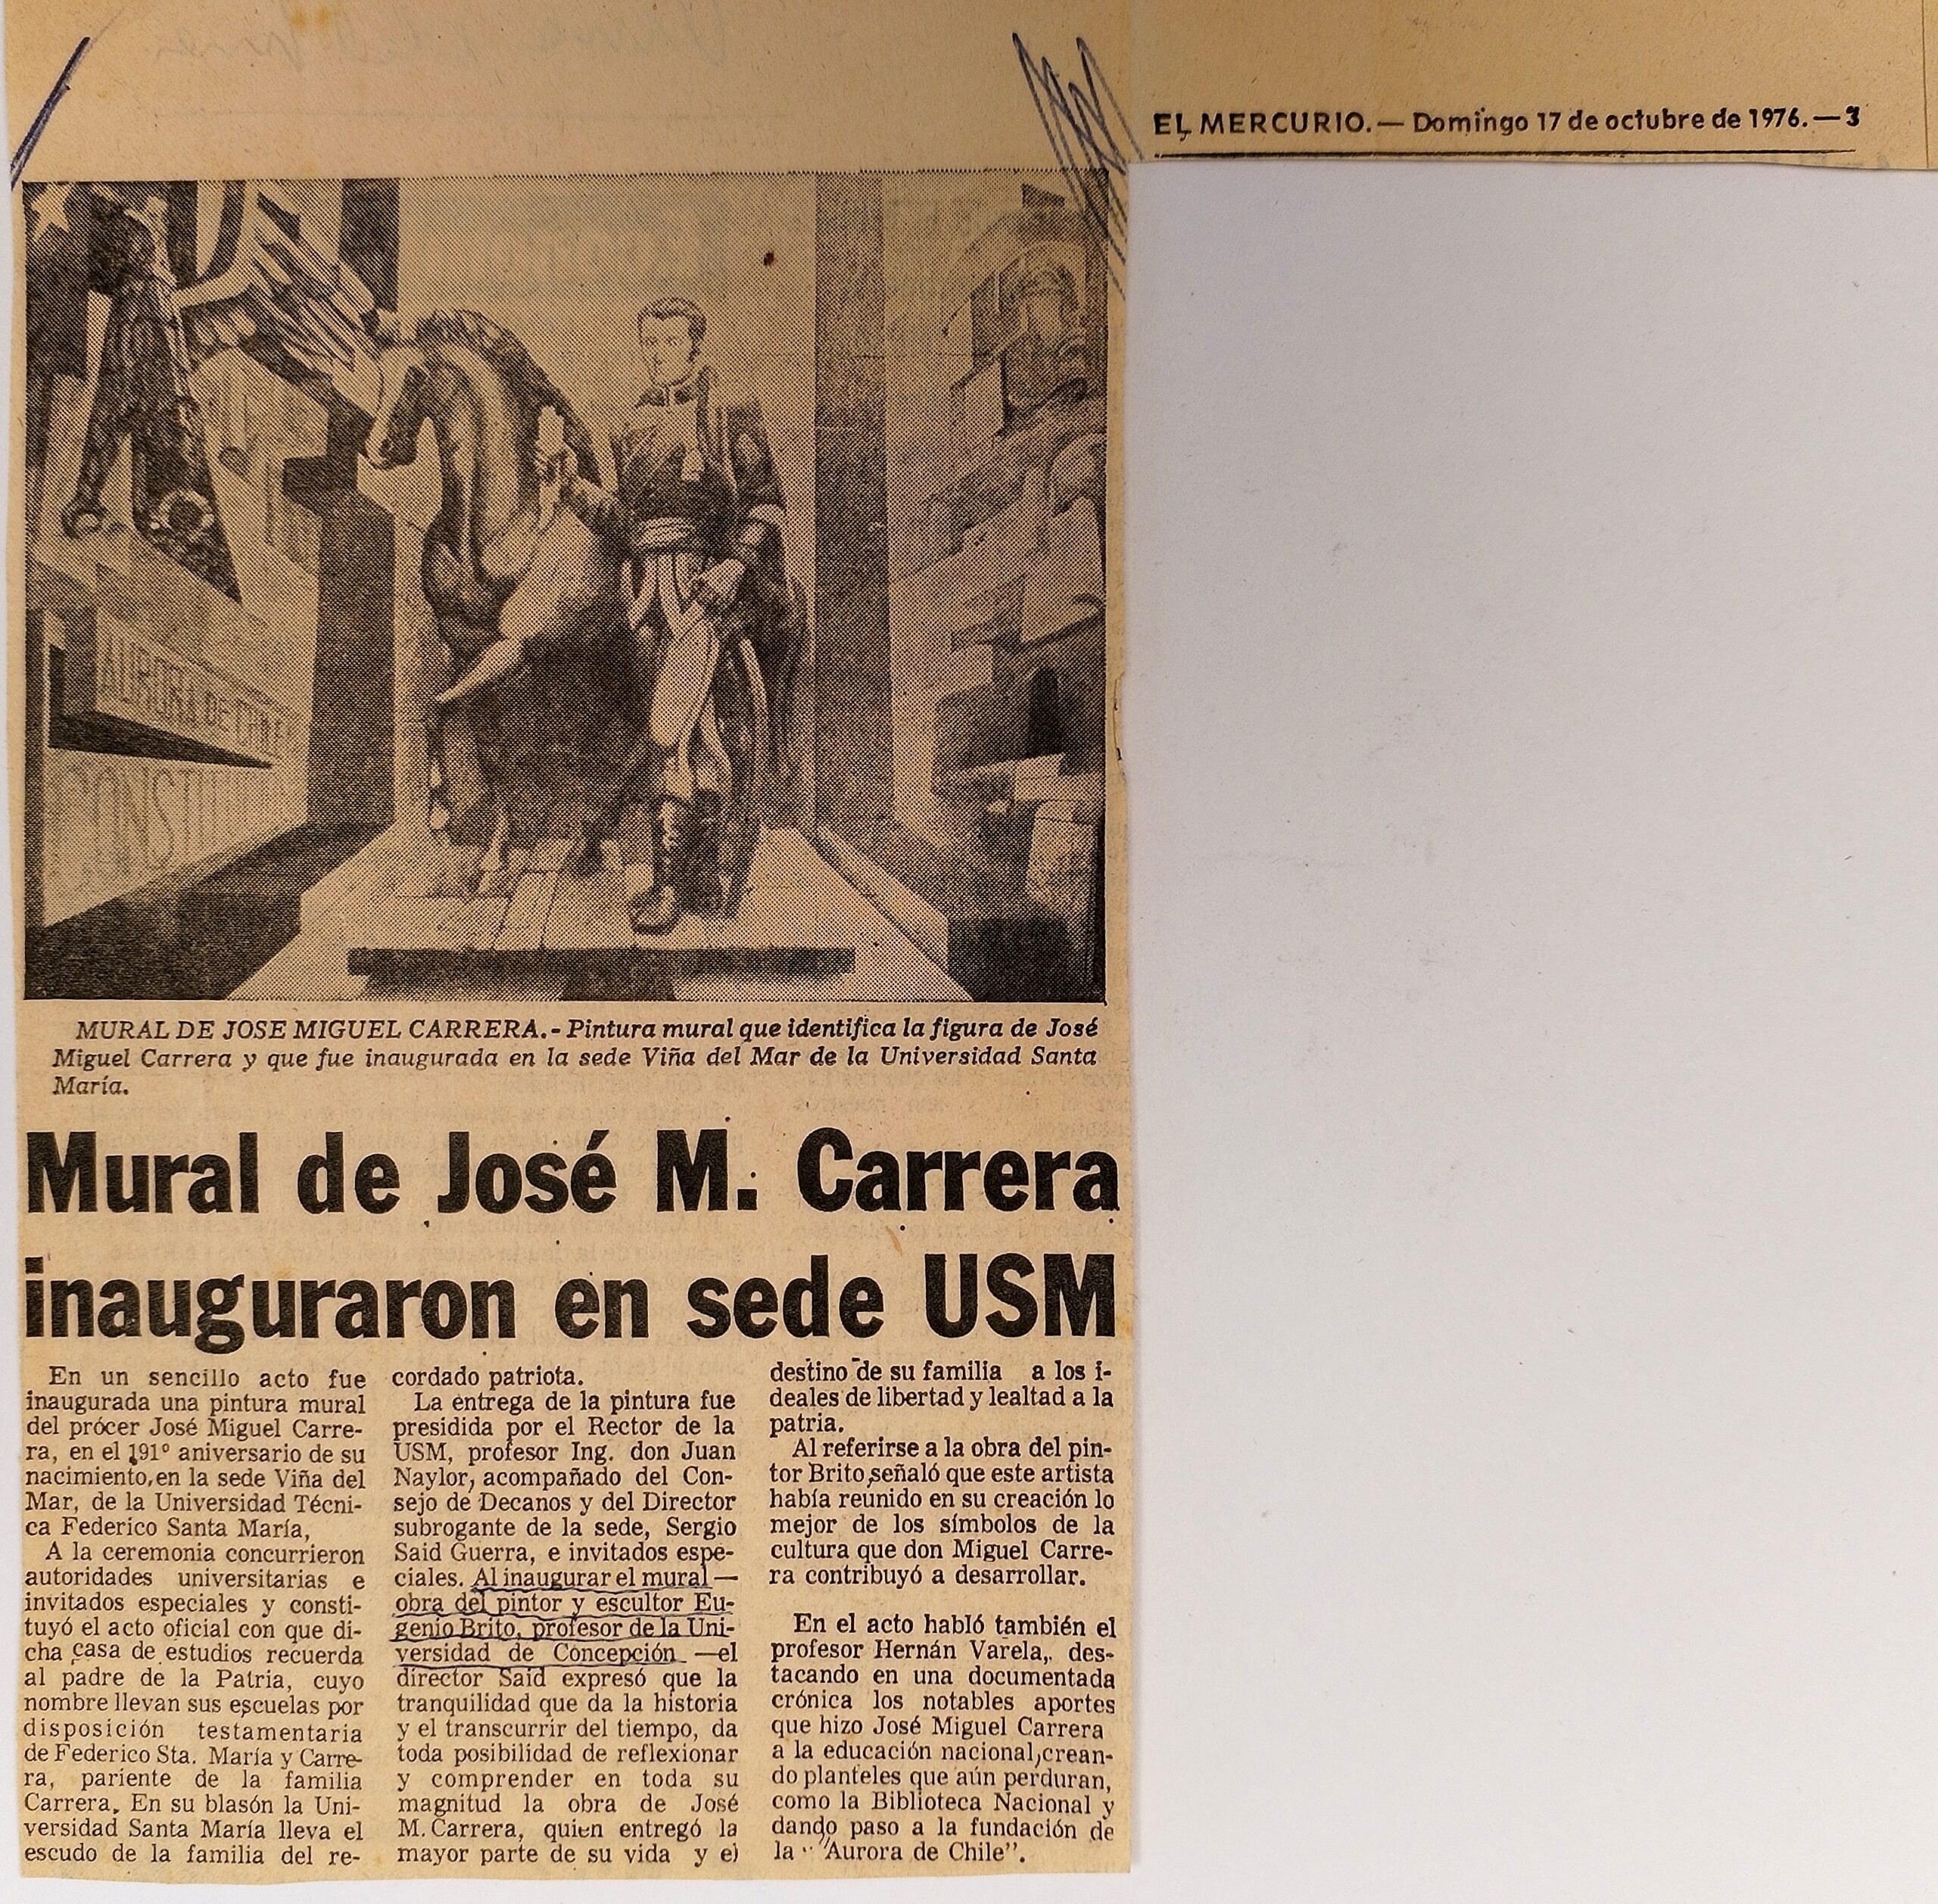 EL MERCURIO.— Domingo 17 de octubre de 1976.—3
AURORA DE CHILE
CONSTI
MURAL DE JOSE MIGUEL CARRERA.- Pintura mural que identifica la figura de José
Miguel Carrera y que fue inaugurada en la sede Viña del Mar de la Universidad Santa
María.
Mural de José M. Carrera
inauguraron en sede USM
En un sencillo acto fue
inaugurada una pintura mural
del prócer José Miguel Carre-
ra, en el 191° aniversario de su
nacimiento, en la sede Viña del
Mar, de la Universidad Técni-
ca Federico Santa María,
A la ceremonia concurrieron
autoridades universitarias e
invitados especiales y consti-
tuyó el acto oficial con que di-
cha casa de estudios recuerda
al padre de la Patria, cuyo
nombre llevan sus escuelas por
disposición testamentaria
de Federico Sta. María y Carre-
ra, pariente de la familia
Carrera. En su blasón la Uni-
versidad Santa María lleva el
escudo de la familia del re-
cordado patriota.
La entrega de la pintura fue
presidida por el Rector de la
USM, profesor Ing. don Juan
Naylor, acompañado del Con-
sejo de Decanos y del Director
subrogante de la sede, Sergio
Said Guerra, e invitados espe-
ciales. Al inaugurar el mural —
obra del pintor y escultor Eu-
genio Brito, profesor de la Uni-
versidad de Concepción —el
director Said expresó que la
tranquilidad que da la historia
y el transcurrir del tiempo, da
toda posibilidad de reflexionar
y comprender en toda su
magnitud la obra de José
M. Carrera, quien entregó la
mayor parte de su vida y el
destino de su familia a los i-
deales de libertad y lealtad a la
patria.
Al referirse a la obra del pin-
tor Brito, señaló que este artista
había reunido en su creación lo
mejor de los símbolos de la
cultura que don Miguel Carre-
ra contribuyó a desarrollar.
En el acto habló también el
profesor Hernán Varela, des-
tacando en una documentada
crónica los notables aportes
que hizo José Miguel Carrera
a la educación nacional, crean-
do planteles que aún perduran,
como la Biblioteca Nacional y
dando paso a la fundación de
la "Aurora de Chile".